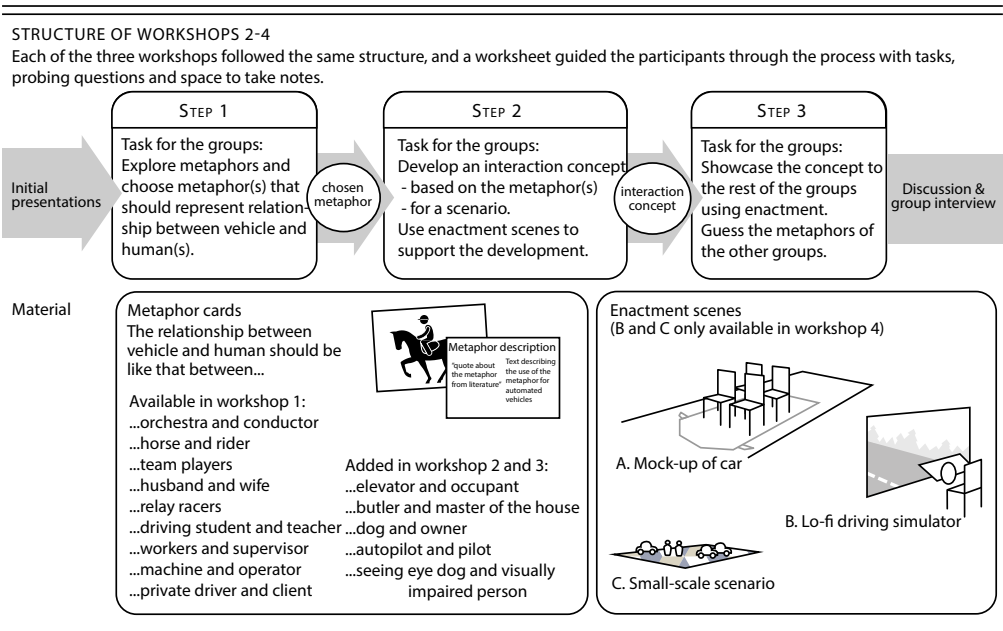 STRUCTURE OF WORKSHOPS 2-4
Each of the three workshops followed the same structure, and a worksheet guided the participants through the process with tasks,
probing questions and space to take notes.
Initial
presentations
STEP 1
Task for the groups:
Explore metaphors and
choose metaphor(s) that
should represent relation-
ship between vehicle and
human(s).
chosen
metaphor
STEP 2
Task for the groups:
Develop an interaction concept
- based on the metaphor(s)
- for a scenario.
Use enactment scenes to
support the development.
interaction
concept
STEP 3
Task for the groups:
Showcase the concept to
the rest of the groups
using enactment.
Guess the metaphors of
the other groups.
Discussion &
group interview
Material
Metaphor cards
The relationship between
vehicle and human should be
like that between...
Available in workshop 1:
...orchestra and conductor
...horse and rider
...team players
...husband and wife
...relay racers
...driving student and teacher
...workers and supervisor
...machine and operator
...private driver and client
Metaphor description
"quote about
the metaphor
from literature"
Text describing
the use of the
metaphor for
automated
vehicles
Added in workshop 2 and 3:
...elevator and occupant
...butler and master of the house
...dog and owner
...autopilot and pilot
...seeing eye dog and visually
impaired person
Enactment scenes
(B and C only available in workshop 4)
A. Mock-up of car
B. Lo-fi driving simulator
C. Small-scale scenario